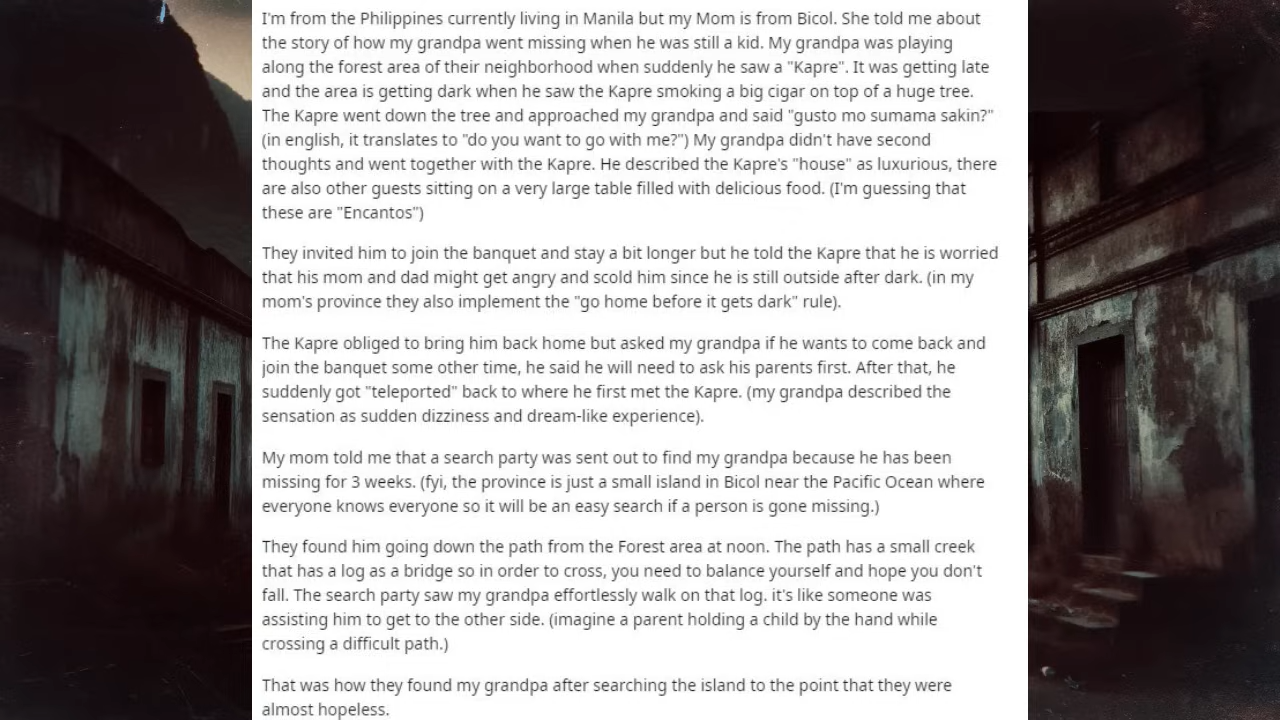 I'm from the Philippines currently living in Manila but my Mom is from Bicol. She told me about
the story of how my grandpa went missing when he was still a kid. My grandpa was playing
along the forest area of their neighborhood when suddenly he saw a "Kapre". It was getting late
and the area is getting dark when he saw the Kapre smoking a big cigar on top of a huge tree.
The Kapre went down the tree and approached my grandpa and said "gusto mo sumama sakin?"
(in english, it translates to "do you want to go with me?") My grandpa didn't have second
thoughts and went together with the Kapre. He described the Kapre's "house" as luxurious, there
are also other guests sitting on a very large table filled with delicious food. (I'm guessing that
these are "Encantos")
They invited him to join the banquet and stay a bit longer but he told the Kapre that he is worried
that his mom and dad might get angry and scold him since he is still outside after dark. (in my
mom's province they also implement the "go home before it gets dark" rule).
The Kapre obliged to bring him back home but asked my grandpa if he wants to come back and
join the banquet some other time, he said he will need to ask his parents first. After that, he
suddenly got "teleported" back to where he first met the Kapre. (my grandpa described the
sensation as sudden dizziness and dream-like experience).
My mom told me that a search party was sent out to find my grandpa because he has been
missing for 3 weeks. (fyi, the province is just a small island in Bicol near the Pacific Ocean where
everyone knows everyone so it will be an easy search if a person is gone missing.)
They found him going down the path from the Forest area at noon. The path has a small creek
that has a log as a bridge so in order to cross, you need to balance yourself and hope you don't
fall. The search party saw my grandpa effortlessly walk on that log. it's like someone was
assisting him to get to the other side. (imagine a parent holding a child by the hand while
crossing a difficult path.)
That was how they found my grandpa after searching the island to the point that they were
almost hopeless.